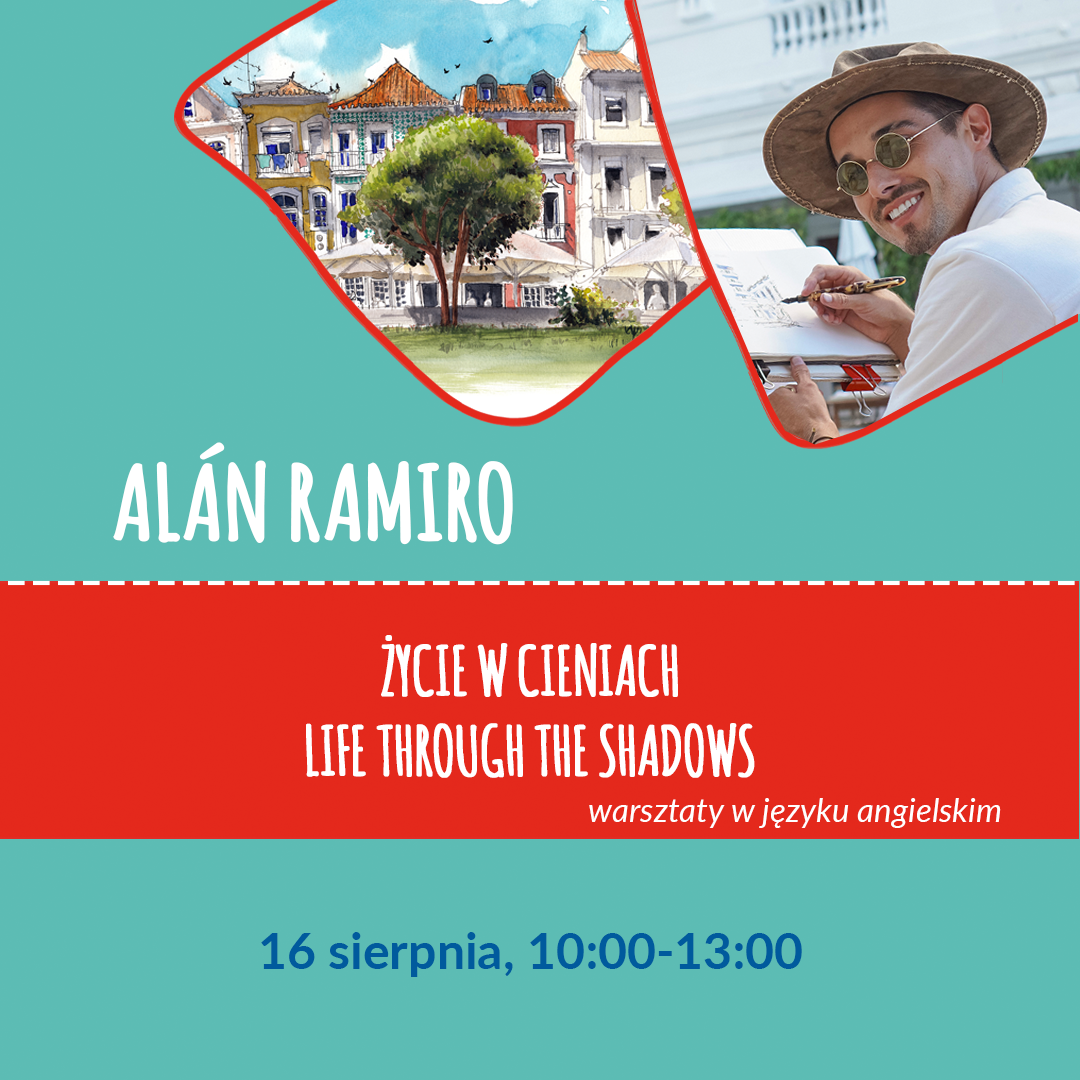 ALÁN RAMIRO
ŻYCIE W CIENIACH
LIFE THROUGH THE SHADOWS
warsztaty w języku angielskim
16 sierpnia, 10:00-13:00